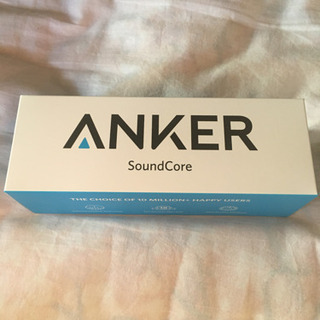 ANKER
SoundCore
THE CHOICE OF 10 MILLION+ HAPPY USERS